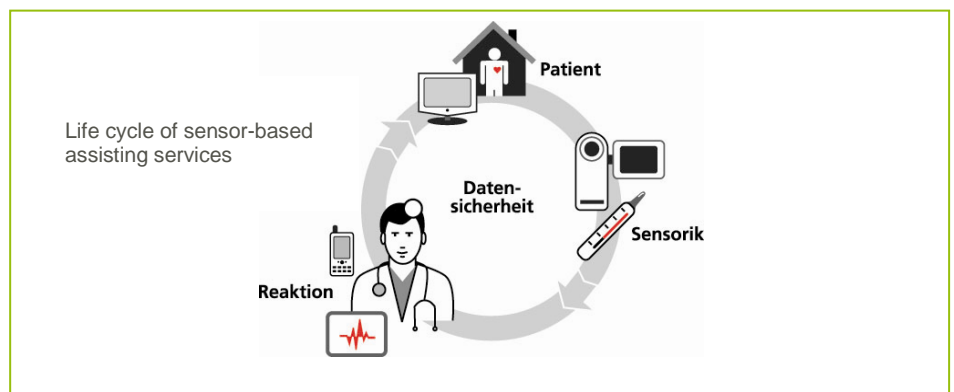 Life cycle of sensor-based
assisting services
Patient
Daten-
sicherheit
Sensorik
Reaktion